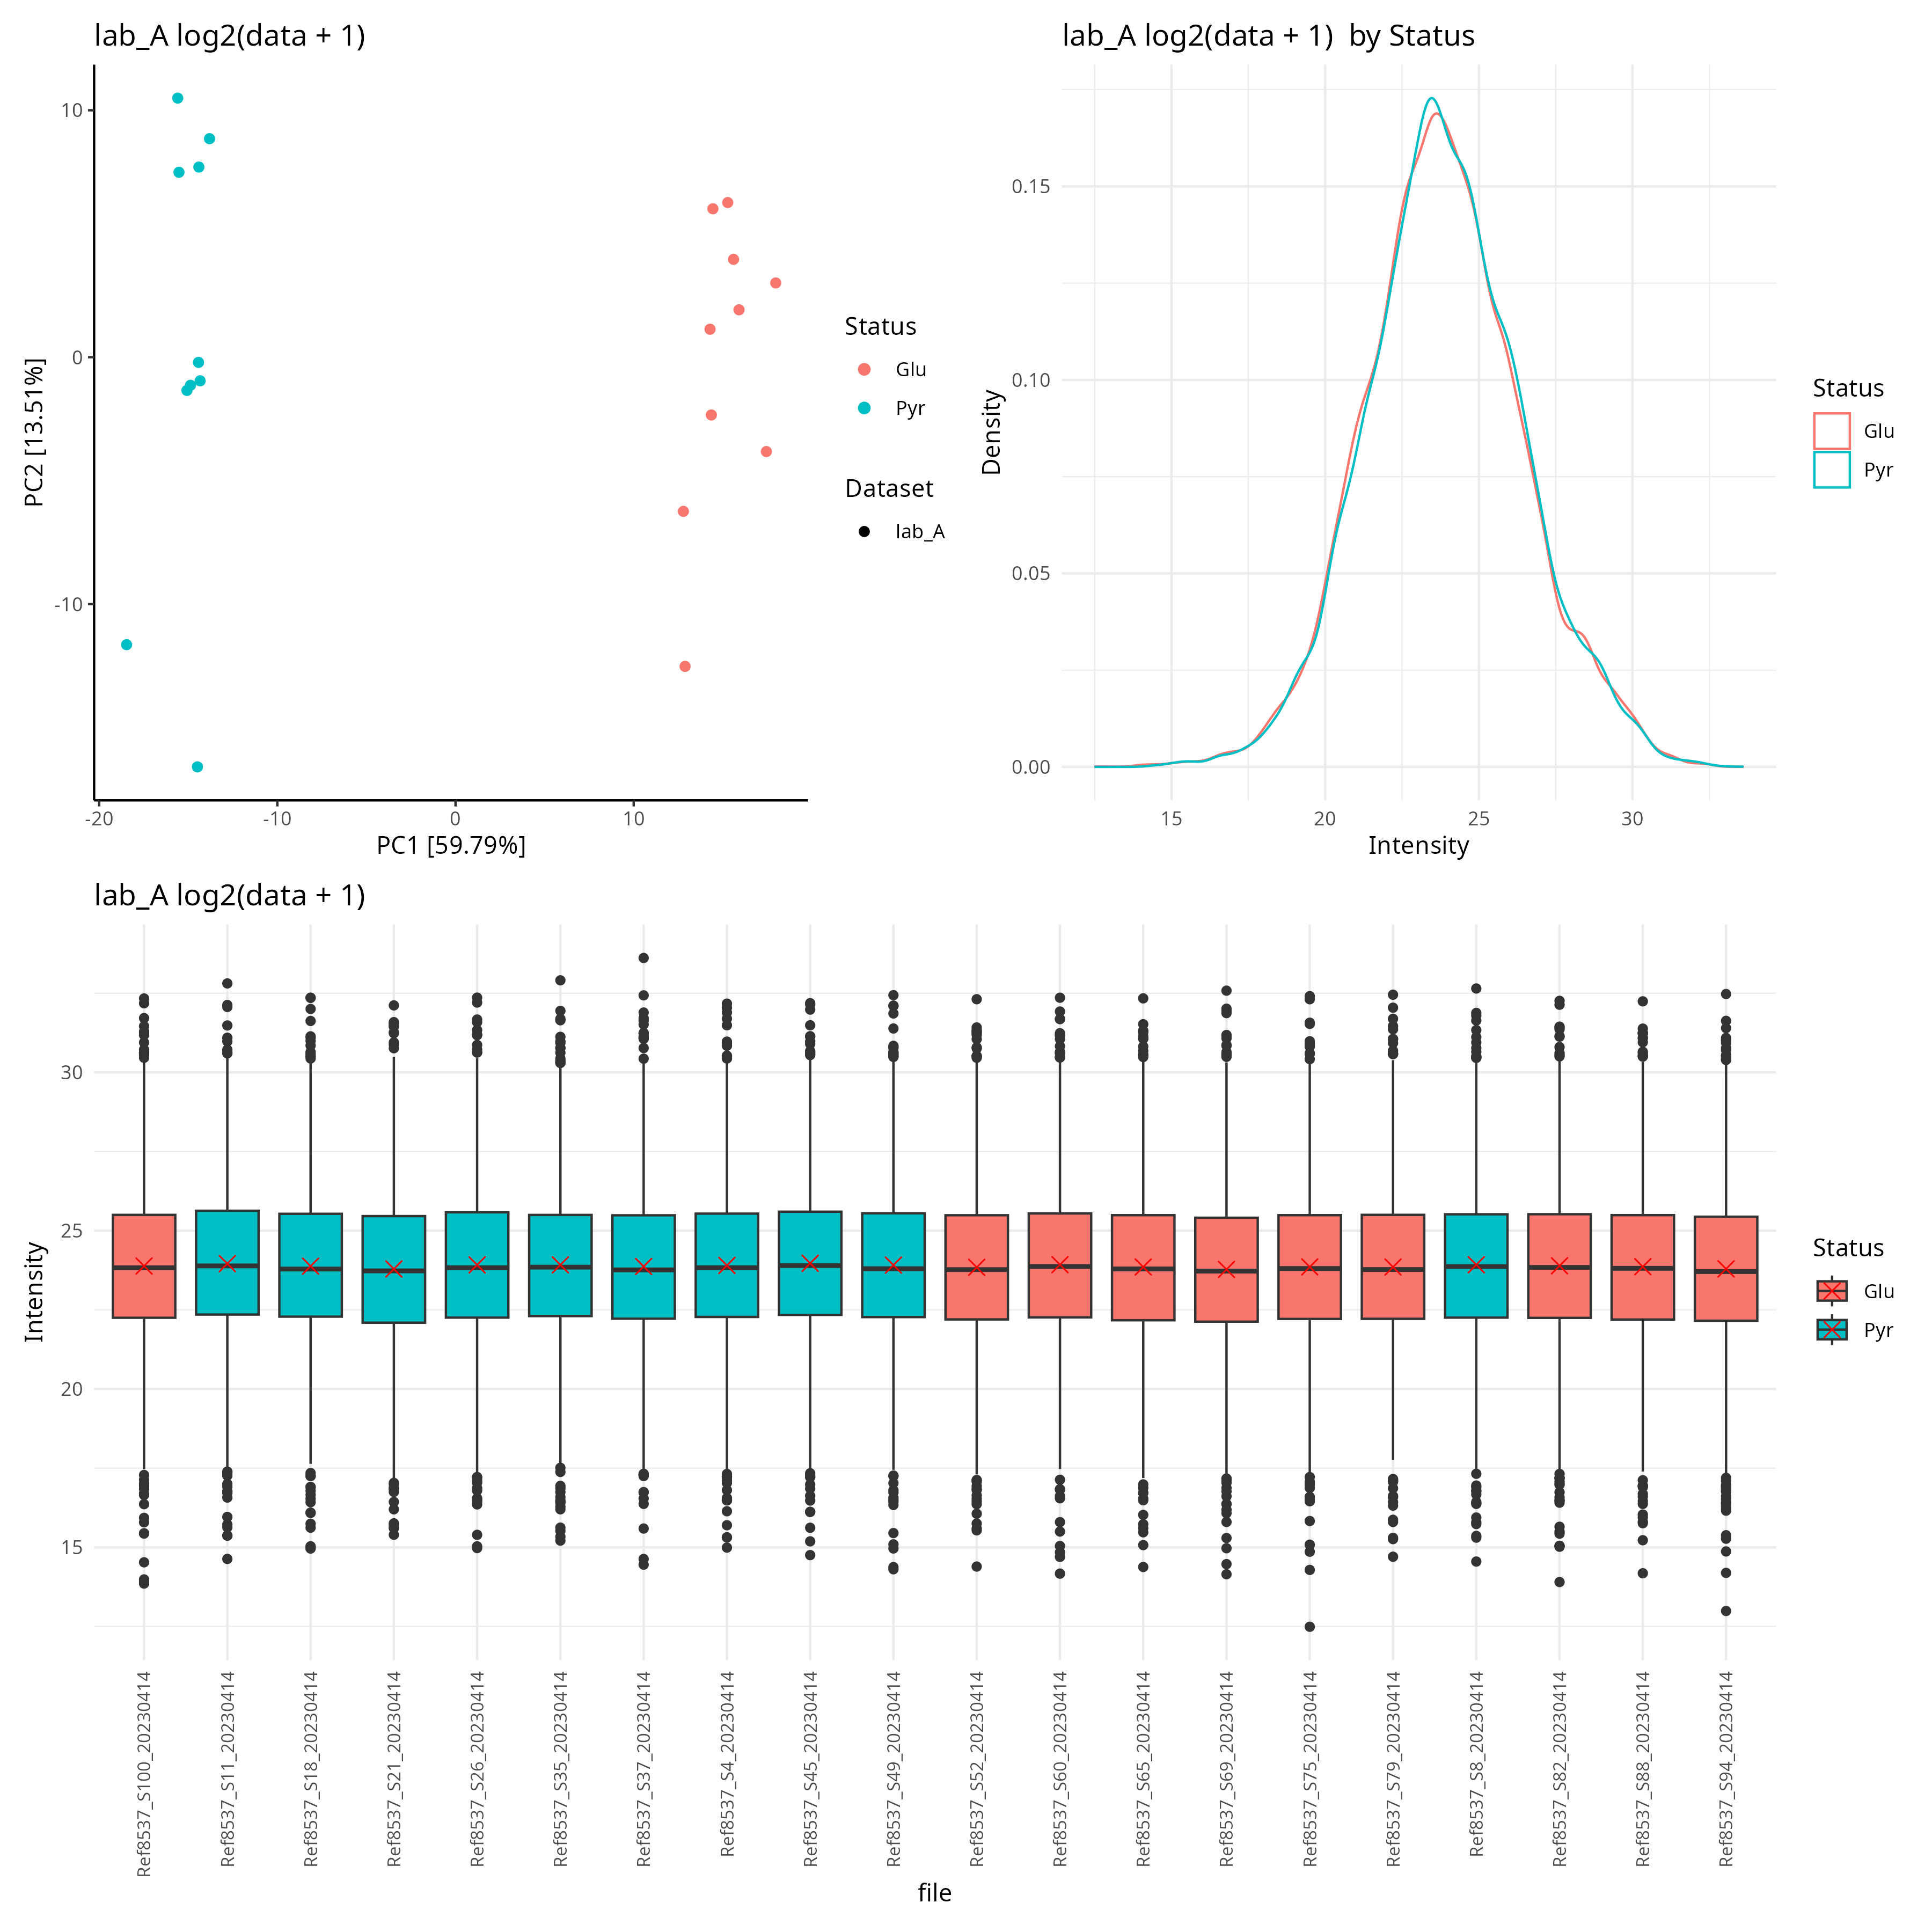 lab_A log2(data + 1)
10
0
-10
PC2 [13.51%]
-20
-10
0
10
PC1 [59.79%]
Status
Glu
Pyr
Dataset
lab_A
lab_A log2(data + 1)  by Status
0.15
0.10
0.05
0.00
Density
15
20
25
30
Intensity
Status
Glu
Pyr
lab_A log2(data + 1)
30
25
20
15
Intensity
Ref8537_S100_20230414
Ref8537_S11_20230414
Ref8537_S18_20230414
Ref8537_S21_20230414
Ref8537_S26_20230414
Ref8537_S35_20230414
Ref8537_S37_20230414
Ref8537_S4_20230414
Ref8537_S45_20230414
Ref8537_S49_20230414
Ref8537_S52_20230414
Ref8537_S60_20230414
Ref8537_S65_20230414
Ref8537_S69_20230414
Ref8537_S75_20230414
Ref8537_S79_20230414
Ref8537_S8_20230414
Ref8537_S82_20230414
Ref8537_S88_20230414
Ref8537_S94_20230414
file
Status
Glu
Pyr